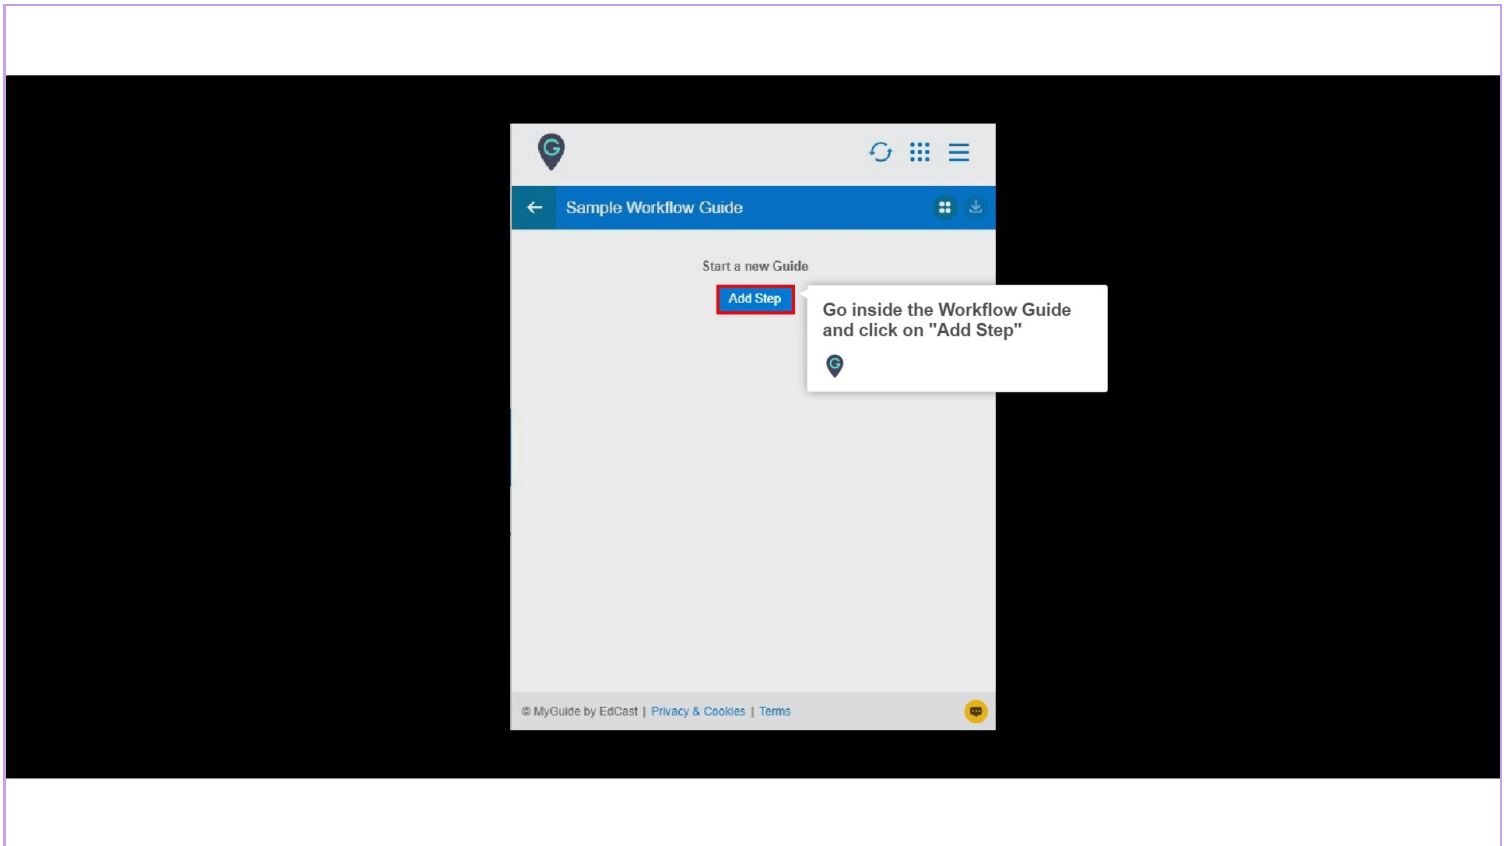 G
Sample Workflow Guide
Start a new Guide
Add Step
Go inside the Workflow Guide
and click on "Add Step"
G
© MyGuide by EdCast | Privacy & Cookies | Terms